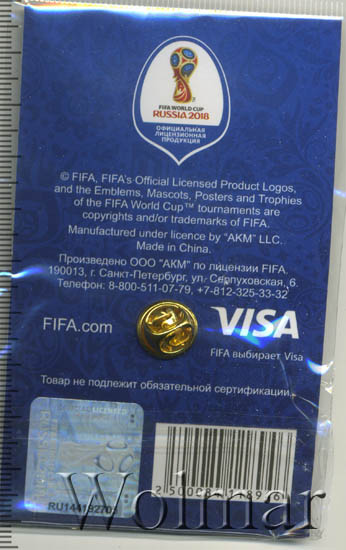 FIFA WORLD CUP
RUSSIA 2018
ОФИЦИАЛЬНАЯ
ЛИЦЕНЗИОННАЯ
ПРОДУКЦИЯ
© FIFA, FIFA's Official Licensed Product Logos,
and the Emblems, Mascots, Posters and Trophies
of the FIFA World Cup™ tournaments are
copyrights and/or trademarks of FIFA.
Manufactured under licence by "AKM" LLC.
Made in China.
Произведено ООО "АКМ" по лицензии FIFA.
190013, г. Санкт-Петербург, ул. Серпуховская, 6.
Телефон: 8-800-511-07-79, +7-812-325-33-32
FIFA.com
VISA
FIFA выбирает Visa
Товар не подлежит обязательной сертификации.
Wolmar